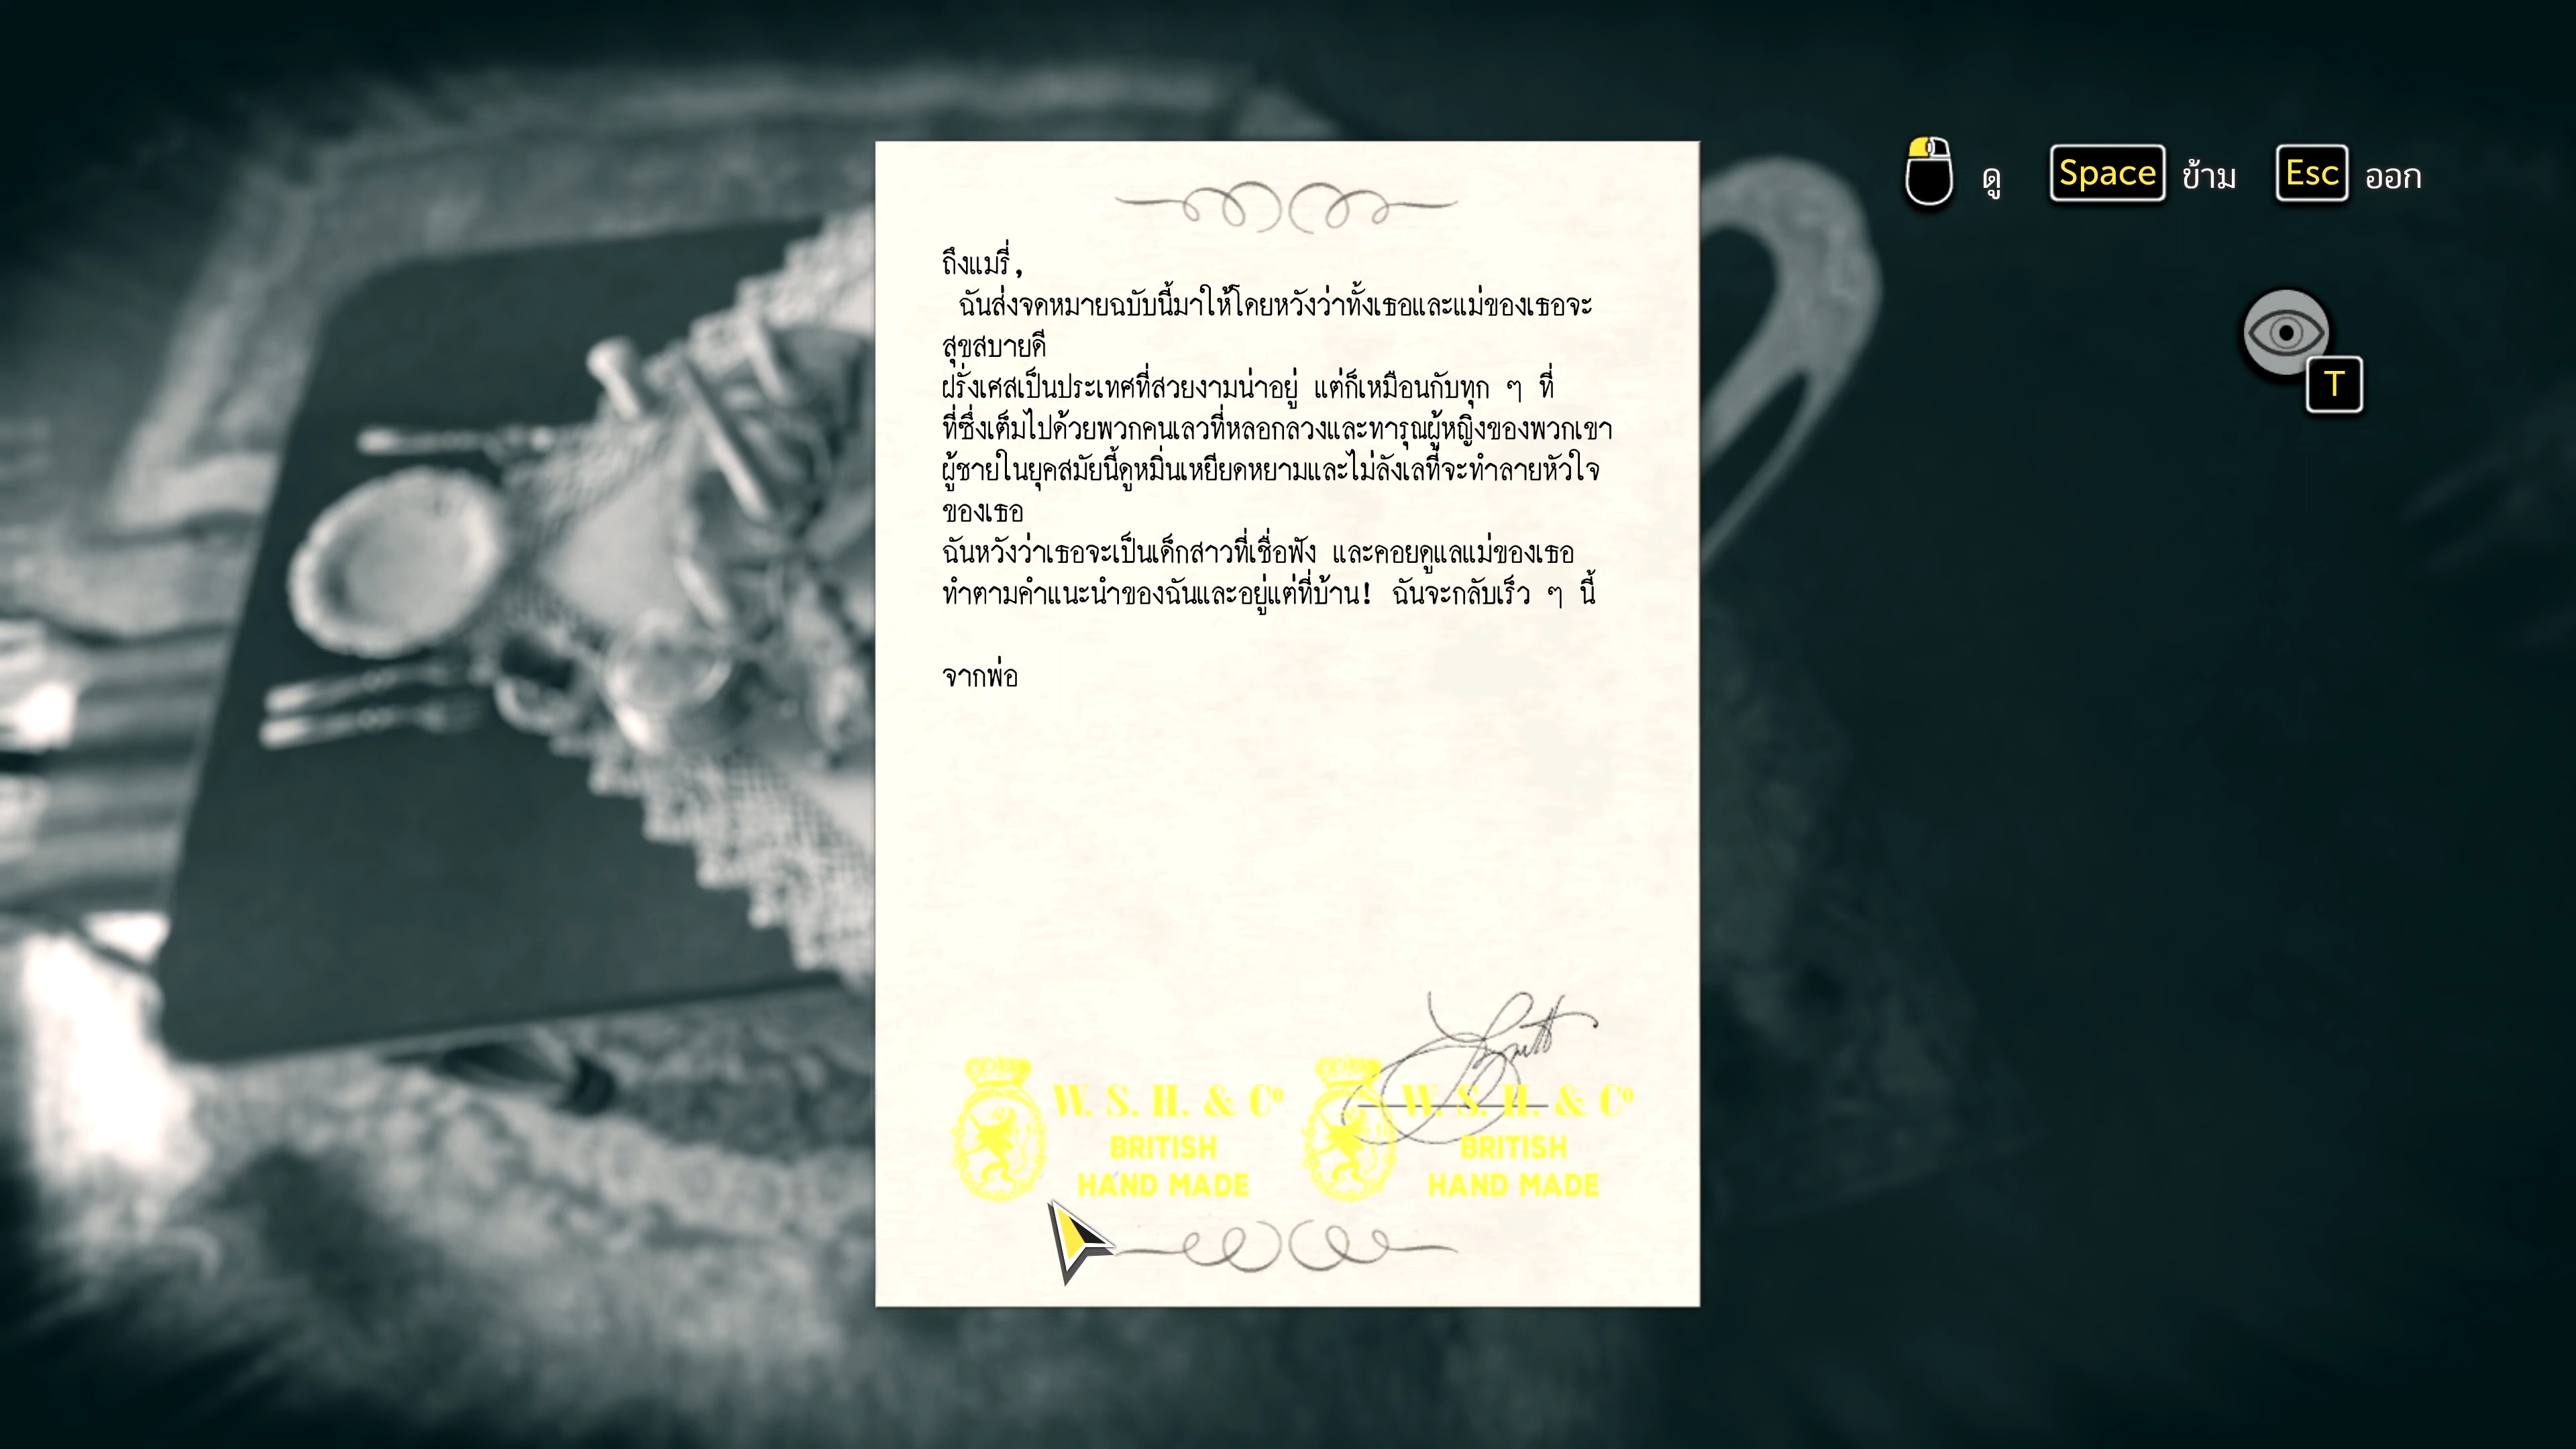 ถึงแมรี่,
ฉันส่งจดหมายฉบับนี้มาให้โดยหวังว่าทั้งเธอและแม่ของเธอจะ
สุขสบายดี
ฝรั่งเศสเป็นประเทศที่สวยงามน่าอยู่ แต่ก็เหมือนกับทุก ๆ ที่
ที่ซึ่งเต็มไปด้วยพวกคนเลวที่หลอกลวงและทารุณผู้หญิงของพวกเขา
ผู้ชายในยุคสมัยนี้ดูหมิ่นเหยียดหยามและไม่ลังเลที่จะทำลายหัวใจ
ของเธอ
ฉันหวังว่าเธอจะเป็นเด็กสาวที่เชื่อฟัง และคอยดูแลแม่ของเธอ
ทำตามคำแนะนำของฉันและอยู่แต่ที่บ้าน! ฉันจะกลับเร็ว ๆ นี้
จากพ่อ
W. S. H. & Cº
BRITISH
HAND MADE
W. S. H. & Cº
BRITISH
HAND MADE
ดู
Space ข้าม
Esc ออก
T